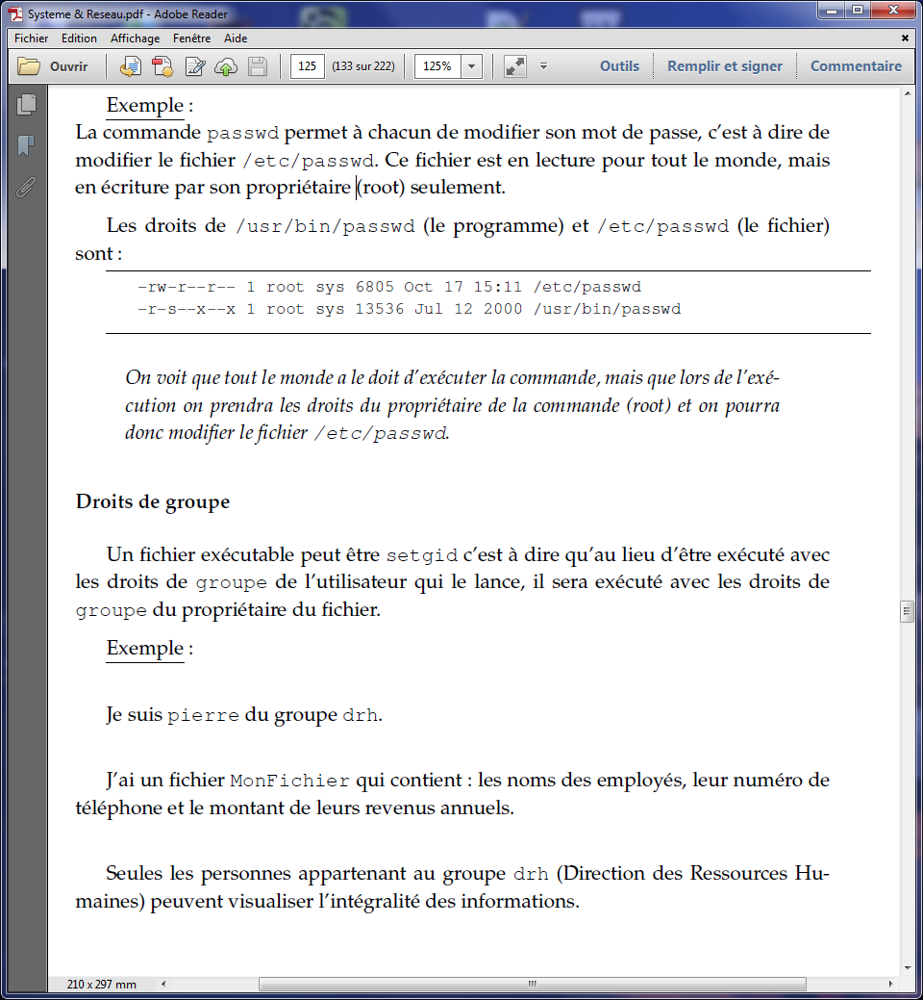 Systeme & Reseau.pdf - Adobe Reader
Fichier Edition Affichage Fenêtre Aide
Ouvrir 125 (133 sur 222) 125% Outils Remplir et signer Commentaire
Exemple :
La commande passwd permet à chacun de modifier son mot de passe, c'est à dire de
modifier le fichier /etc/passwd. Ce fichier est en lecture pour tout le monde, mais
en écriture par son propriétaire (root) seulement.
Les droits de /usr/bin/passwd (le programme) et /etc/passwd (le fichier)
sont :
-rw-r--r-- 1 root sys 6805 Oct 17 15:11 /etc/passwd
-r-s--x--x 1 root sys 13536 Jul 12 2000 /usr/bin/passwd
On voit que tout le monde a le doit d'exécuter la commande, mais que lors de l'exé-
cution on prendra les droits du propriétaire de la commande (root) et on pourra
donc modifier le fichier /etc/passwd.
Droits de groupe
Un fichier exécutable peut être setgid c'est à dire qu'au lieu d'être exécuté avec
les droits de groupe de l'utilisateur qui le lance, il sera exécuté avec les droits de
groupe du propriétaire du fichier.
Exemple :
Je suis pierre du groupe drh.
J'ai un fichier MonFichier qui contient : les noms des employés, leur numéro de
téléphone et le montant de leurs revenus annuels.
Seules les personnes appartenant au groupe drh (Direction des Ressources Hu-
maines) peuvent visualiser l'intégralité des informations.
210 x 297 mm